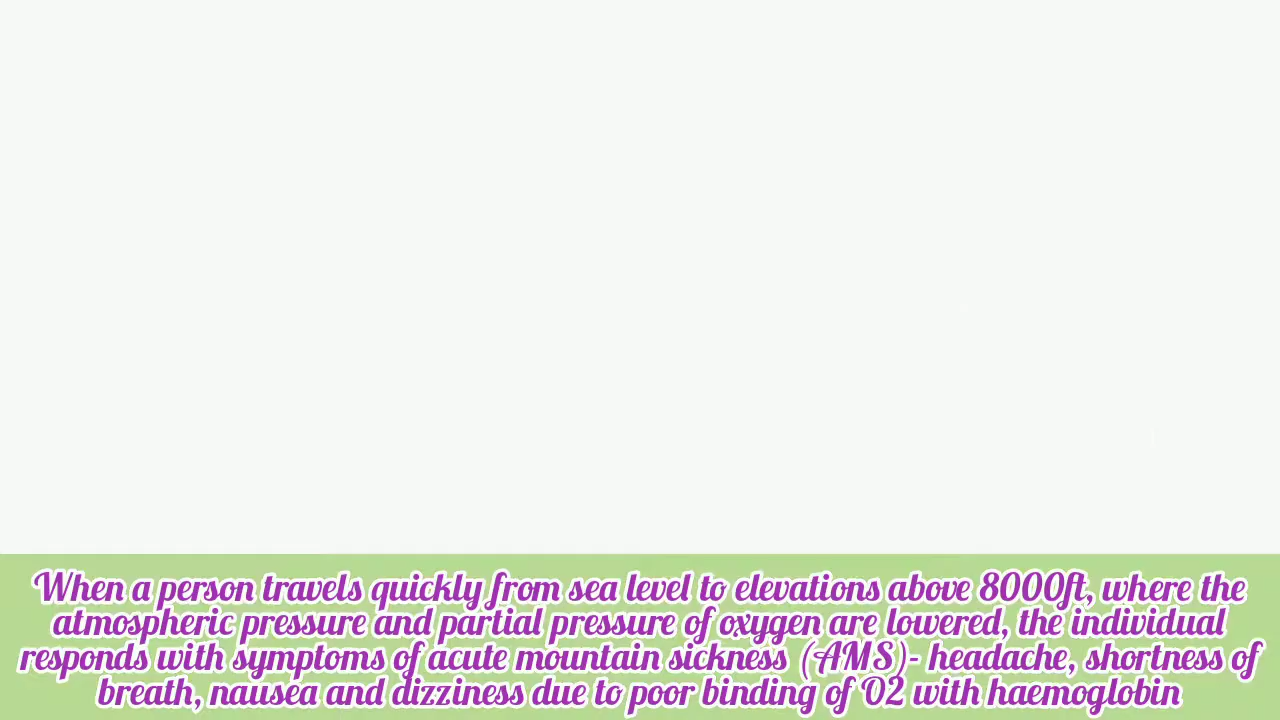 When a person travels quickly from sea level to elevations above 8000ft, where the
atmospheric pressure and partial pressure of oxygen are lowered, the individual
responds with symptoms of acute mountain sickness (AMS)- headache, shortness of
breath, nausea and dizziness due to poor binding of O2 with haemoglobin